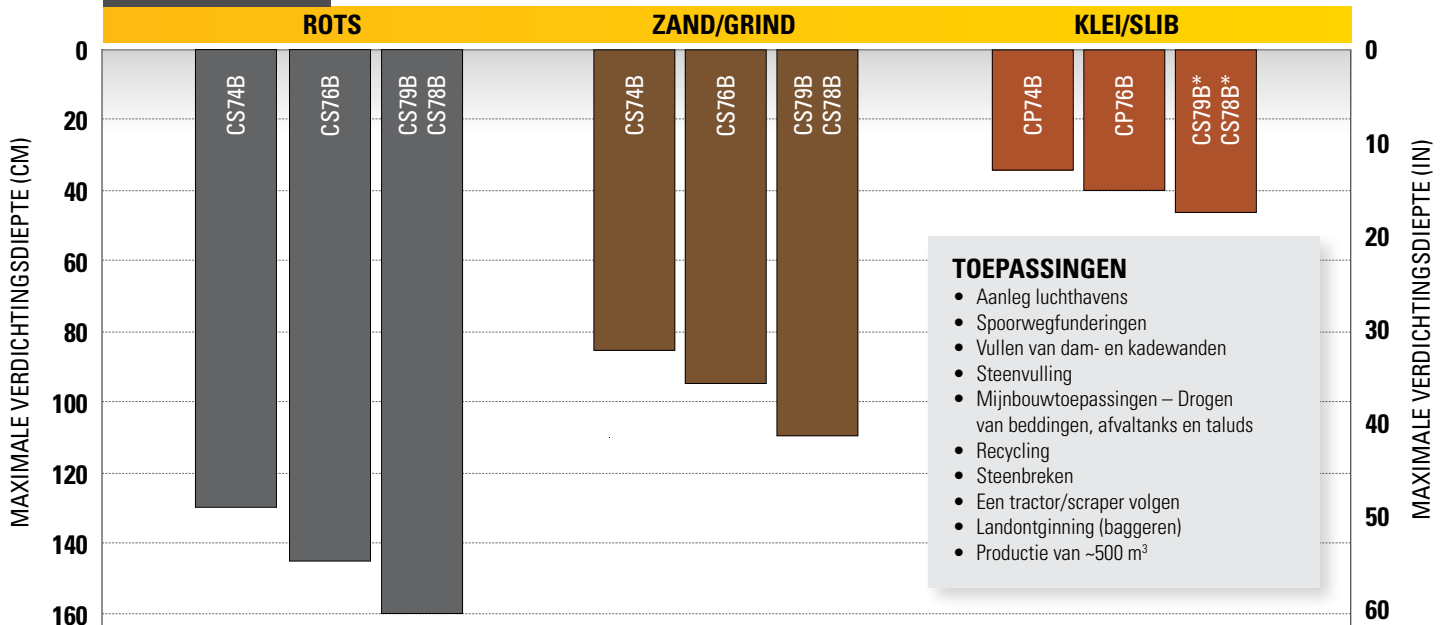 ROTS ZAND/GRIND KLEI/SLIB
MAXIMALE VERDICHTINGSDIEPTE (CM)
0
20
40
60
80
100
120
140
160
CS74B
CS76B
CS79B
CS78B
CS74B
CS76B
CS79B
CS78B
CP74B
CP76B
CS79B*
CS78B*
TOEPASSINGEN
• Aanleg luchthavens
• Spoorwegfunderingen
• Vullen van dam- en kadewanden
• Steenvulling
• Mijnbouwtoepassingen – Drogen
van beddingen, afvaltanks en taluds
• Recycling
• Steenbreken
• Een tractor/scraper volgen
• Landontginning (baggeren)
• Productie van ~500 m³
0
10
20
30
40
50
60
MAXIMALE VERDICHTINGSDIEPTE (IN)